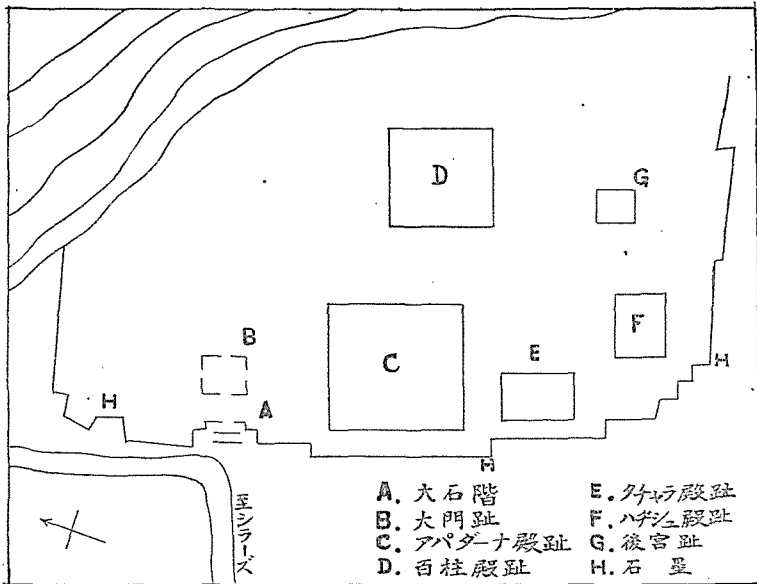 D
G
F
B
E
C
H
A
H
H
至シラーズ
A. 大石階
B. 大門趾
C. アパダーナ殿趾
D. 百柱殿趾
E. タチャラ殿趾
F. ハヂシュ殿趾
G. 後宮趾
H. 石壘